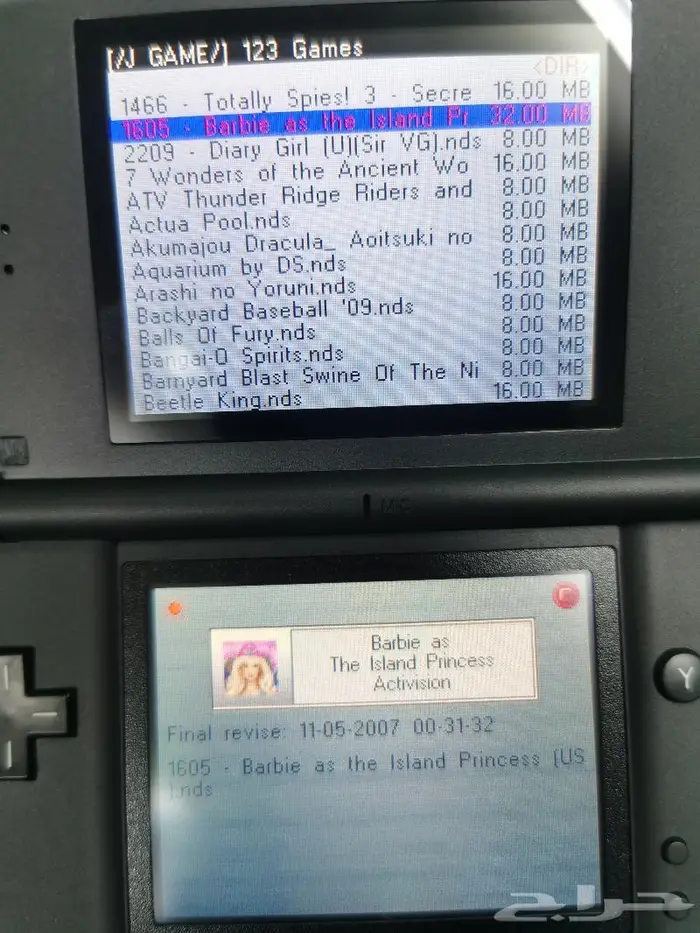 [/J GAME/] 123 Games
<DIR>
1466 - Totally Spies! 3 - Secre 16.00 MB
1605 - Barbie as the Island Pr 32.00 MB
2209 - Diary Girl (U)(Sir VG).nds 8.00 MB
7 Wonders of the Ancient Wo 16.00 MB
ATV Thunder Ridge Riders and 8.00 MB
Actua Pool.nds 8.00 MB
Akumajou Dracula_ Aoitsuki no 8.00 MB
Aquarium by DS.nds 8.00 MB
Arashi no Yoruni.nds 16.00 MB
Backyard Baseball '09.nds 8.00 MB
Balls Of Fury.nds 8.00 MB
Bangai-O Spirits.nds 8.00 MB
Barnyard Blast Swine Of The Ni 8.00 MB
Beetle King.nds 16.00 MB
MIC
Barbie as
The Island Princess
Activision
Final revise: 11-05-2007 00-31-32
1605 - Barbie as the Island Princess (US
).nds
Y
حراج